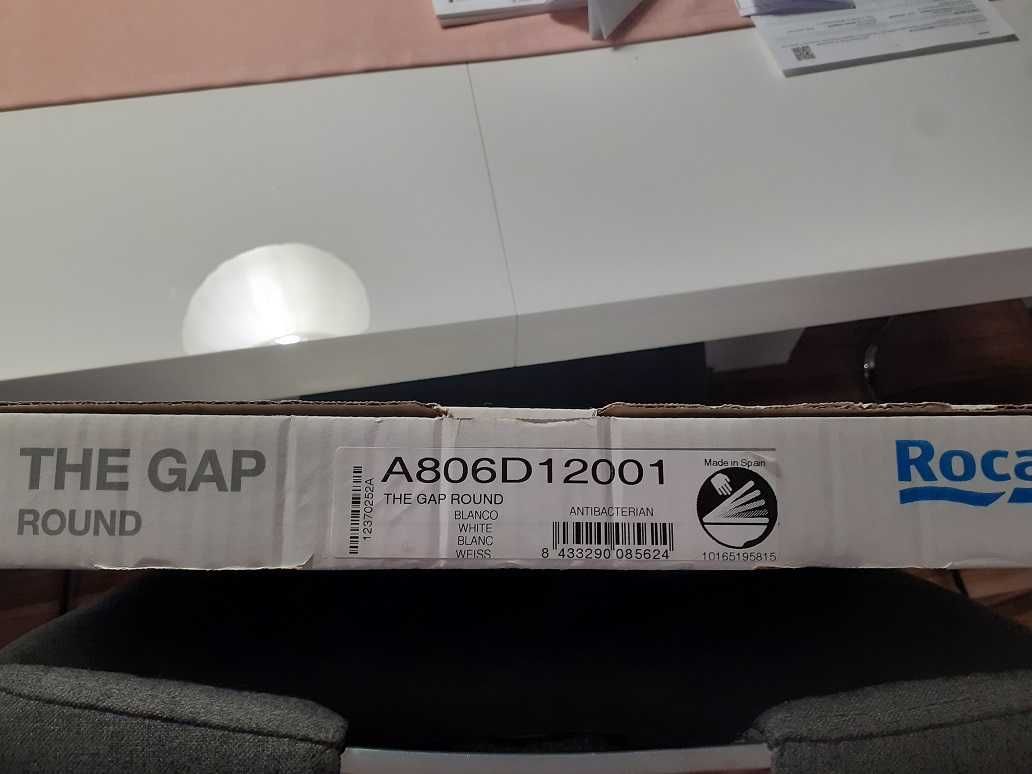 THE GAP
ROUND
12370252A
A806D12001
THE GAP ROUND
BLANCO
WHITE
BLANC
WEISS
ANTIBACTERIAN
8 433290 085624
Made in Spain
10165195815
Roca